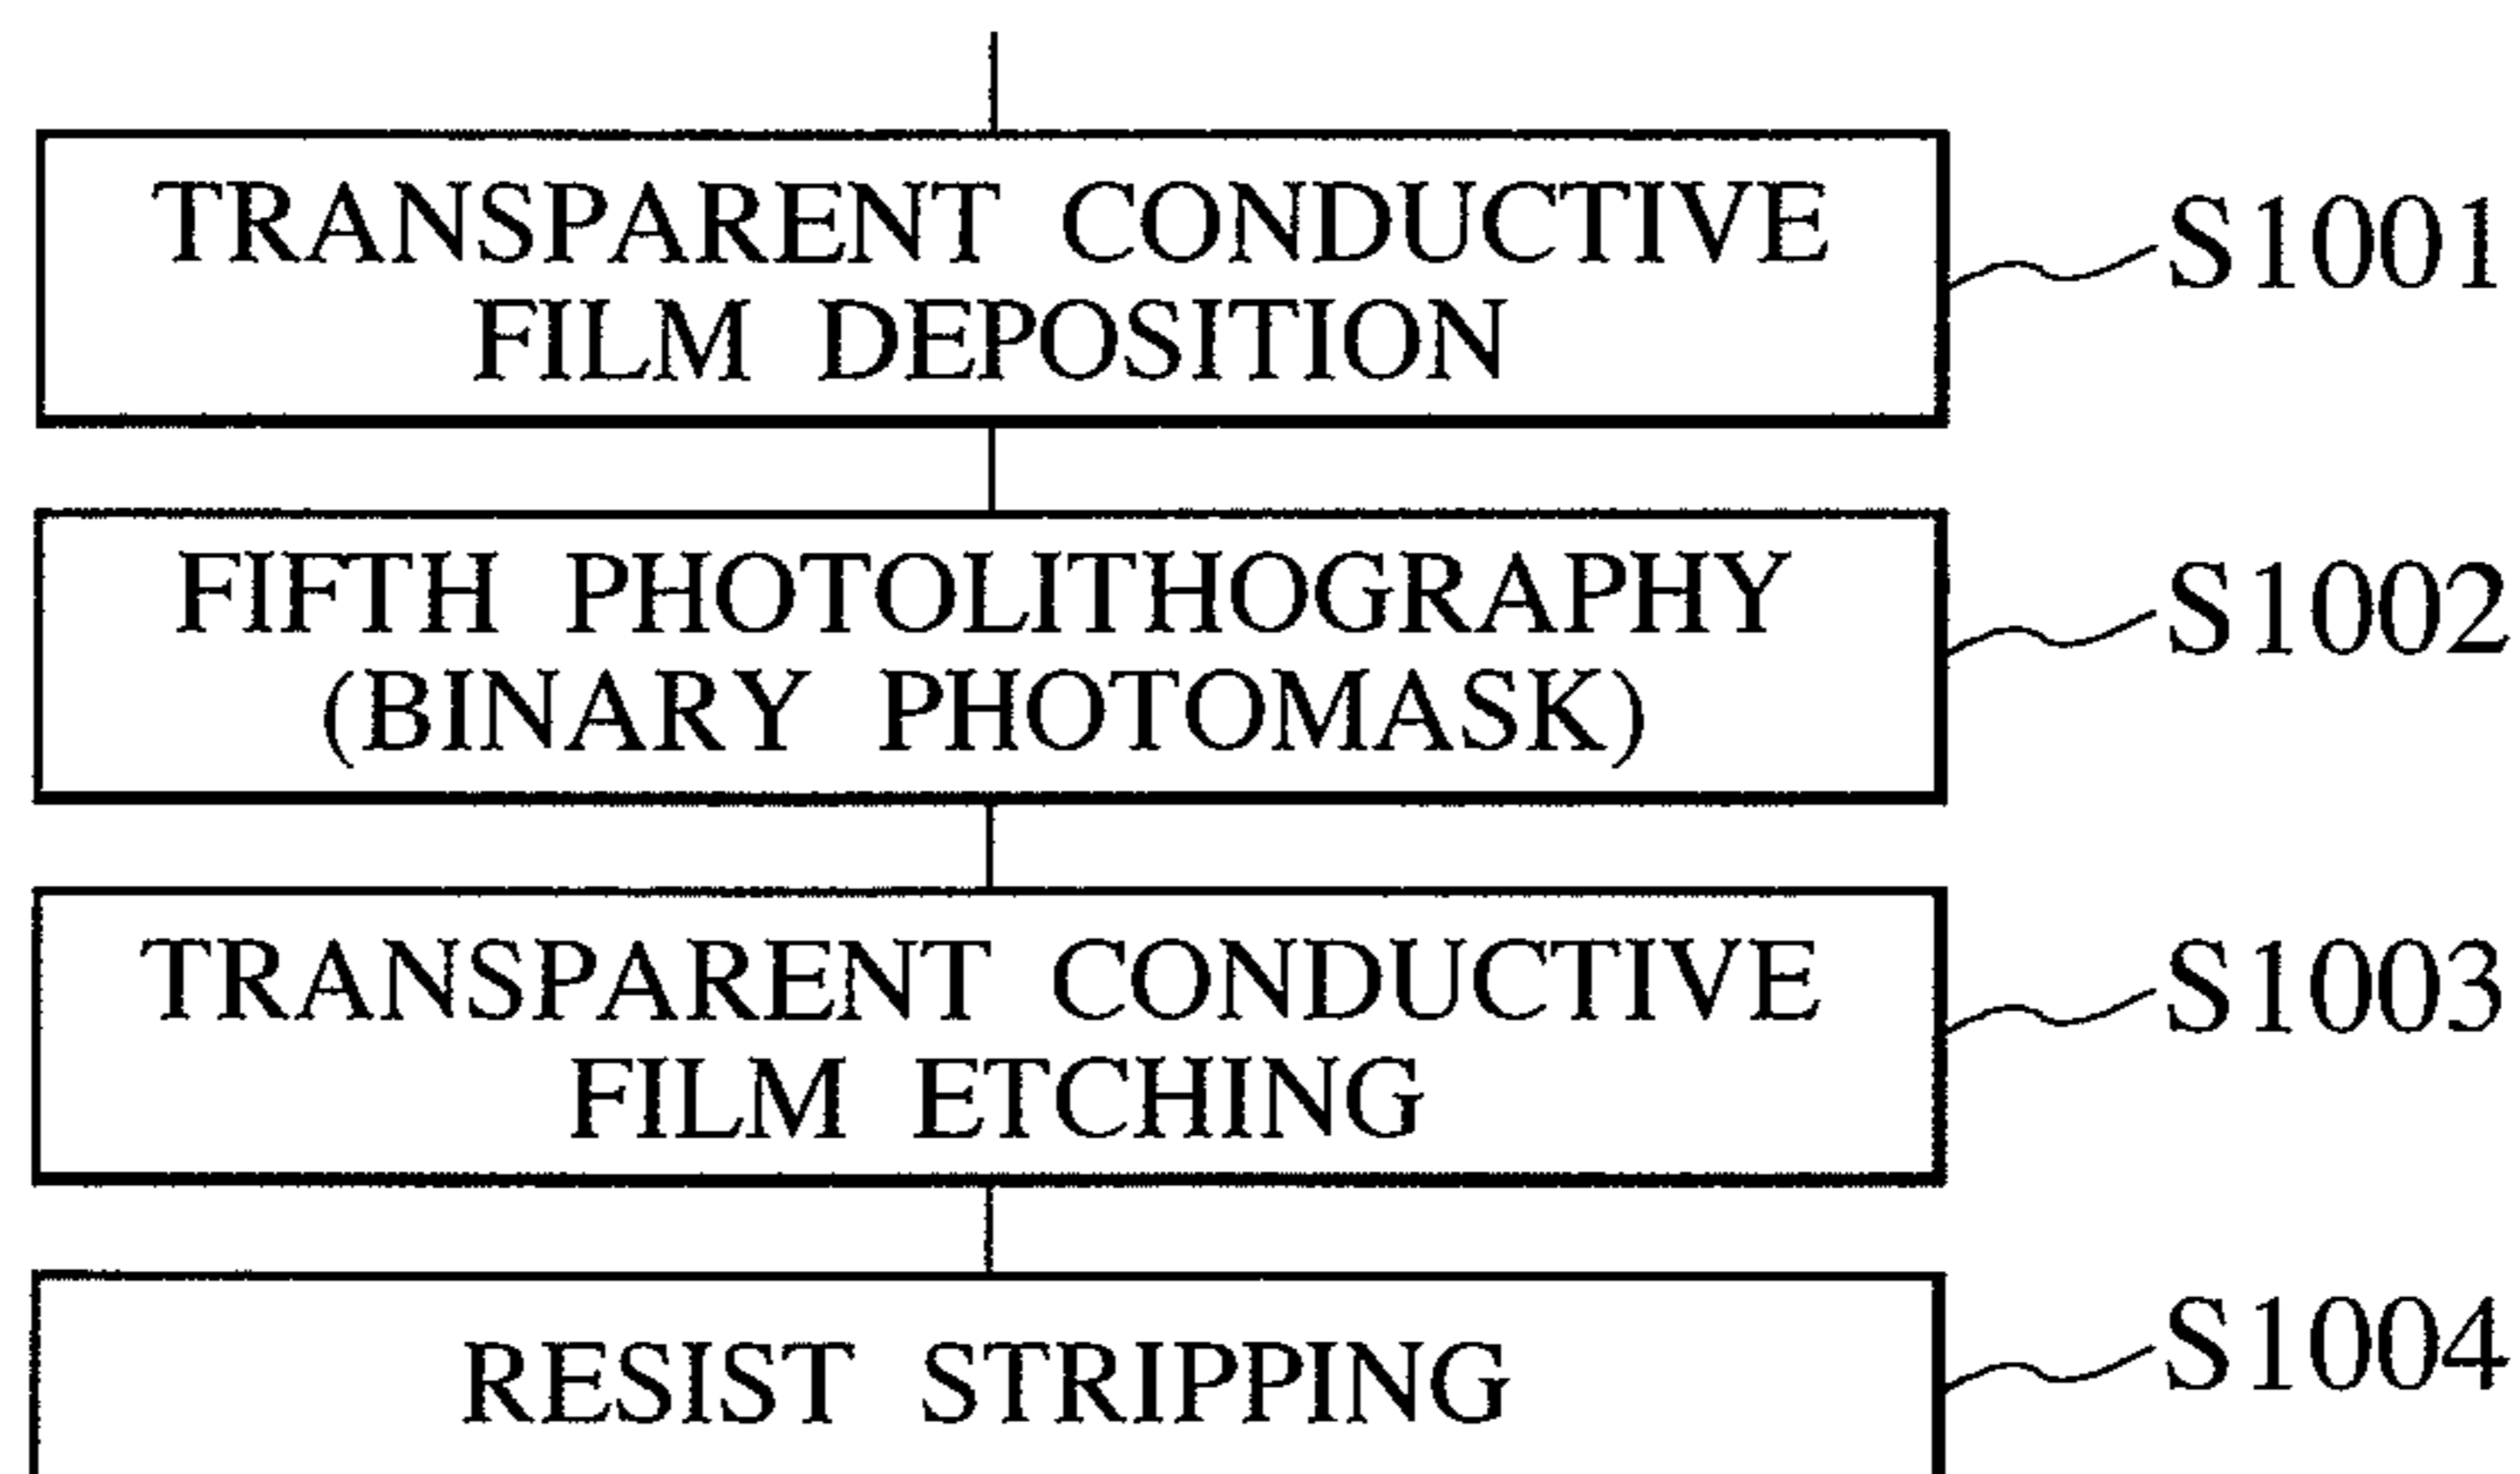 TRANSPARENT CONDUCTIVE
FILM DEPOSITION
S1001
FIFTH PHOTOLITHOGRAPHY
(BINARY PHOTOMASK)
S1002
TRANSPARENT CONDUCTIVE
FILM ETCHING
S1003
RESIST STRIPPING
S1004